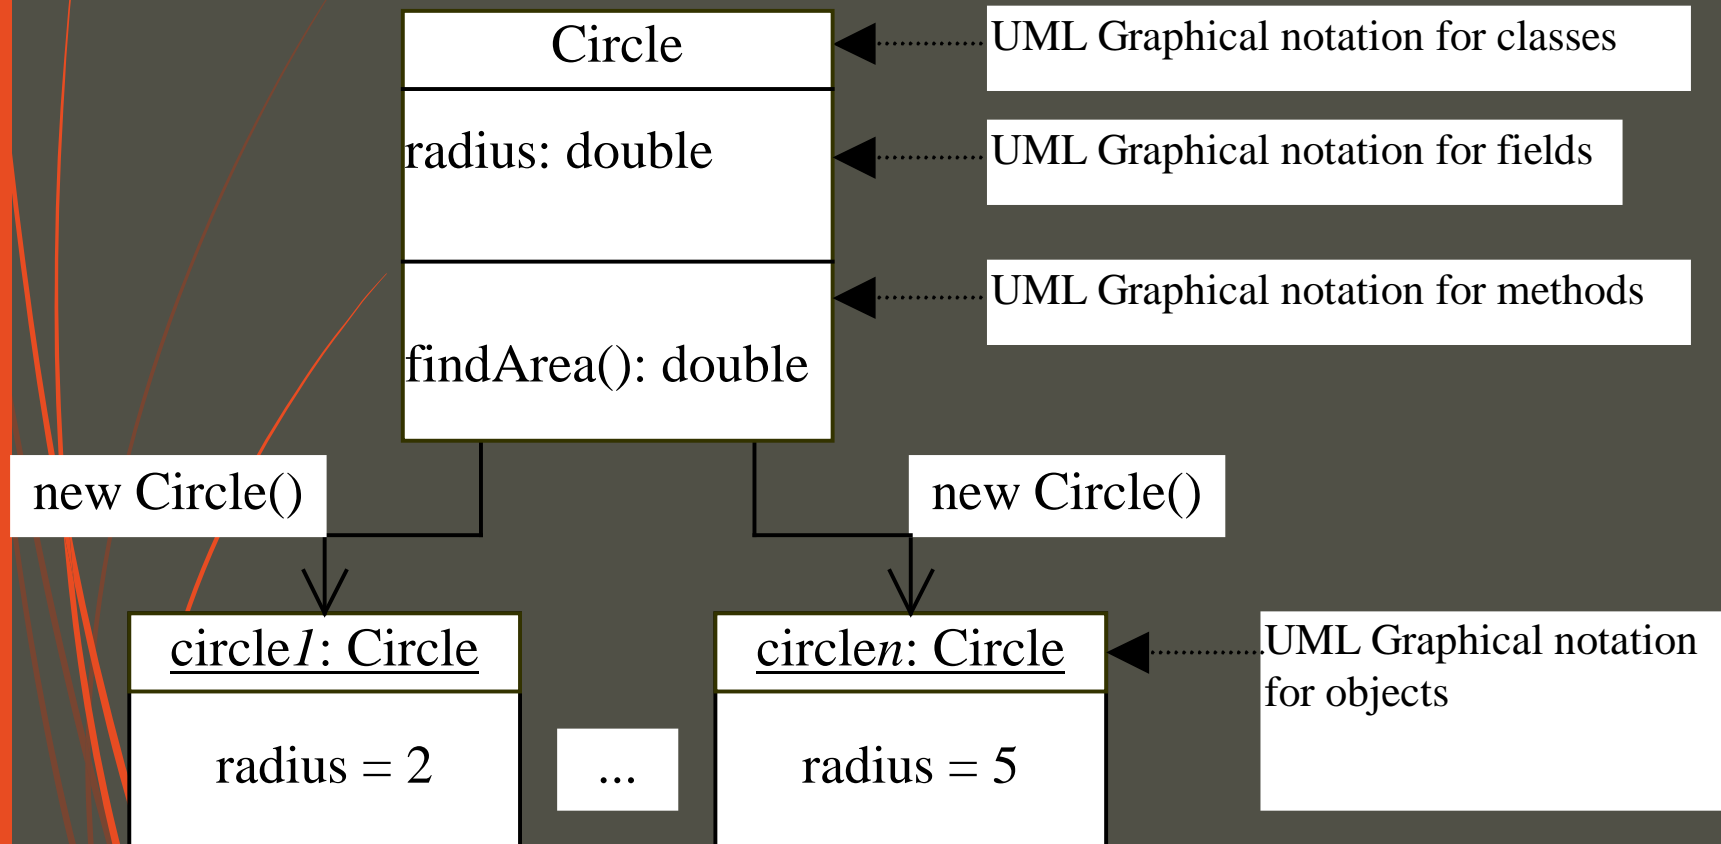 Circle
UML Graphical notation for classes
radius: double
UML Graphical notation for fields
UML Graphical notation for methods
findArea(): double
new Circle()
new Circle()
circle1: Circle
circlen: Circle
UML Graphical notation
for objects
radius = 2
...
radius = 5